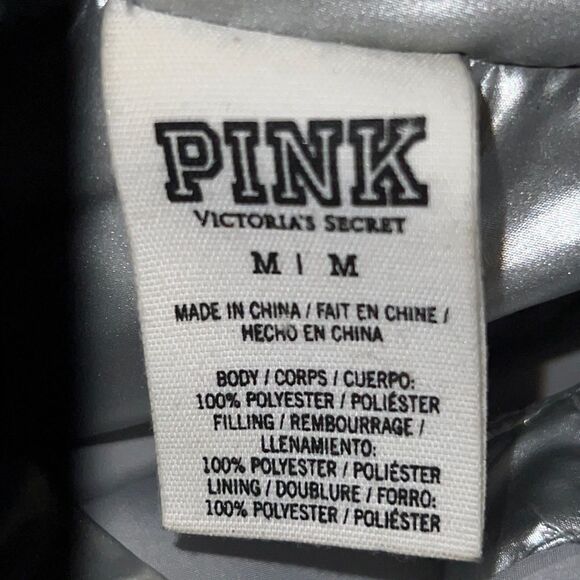 PINK
VICTORIA'S SECRET
M | M
MADE IN CHINA / FAIT EN CHINE /
HECHO EN CHINA
BODY / CORPS / CUERPO:
100% POLYESTER / POLIÉSTER
FILLING / REMBOURRAGE /
LLENAMIENTO:
100% POLYESTER / POLIÉSTER
LINING / DOUBLURE / FORRO:
100% POLYESTER / POLIÉSTER